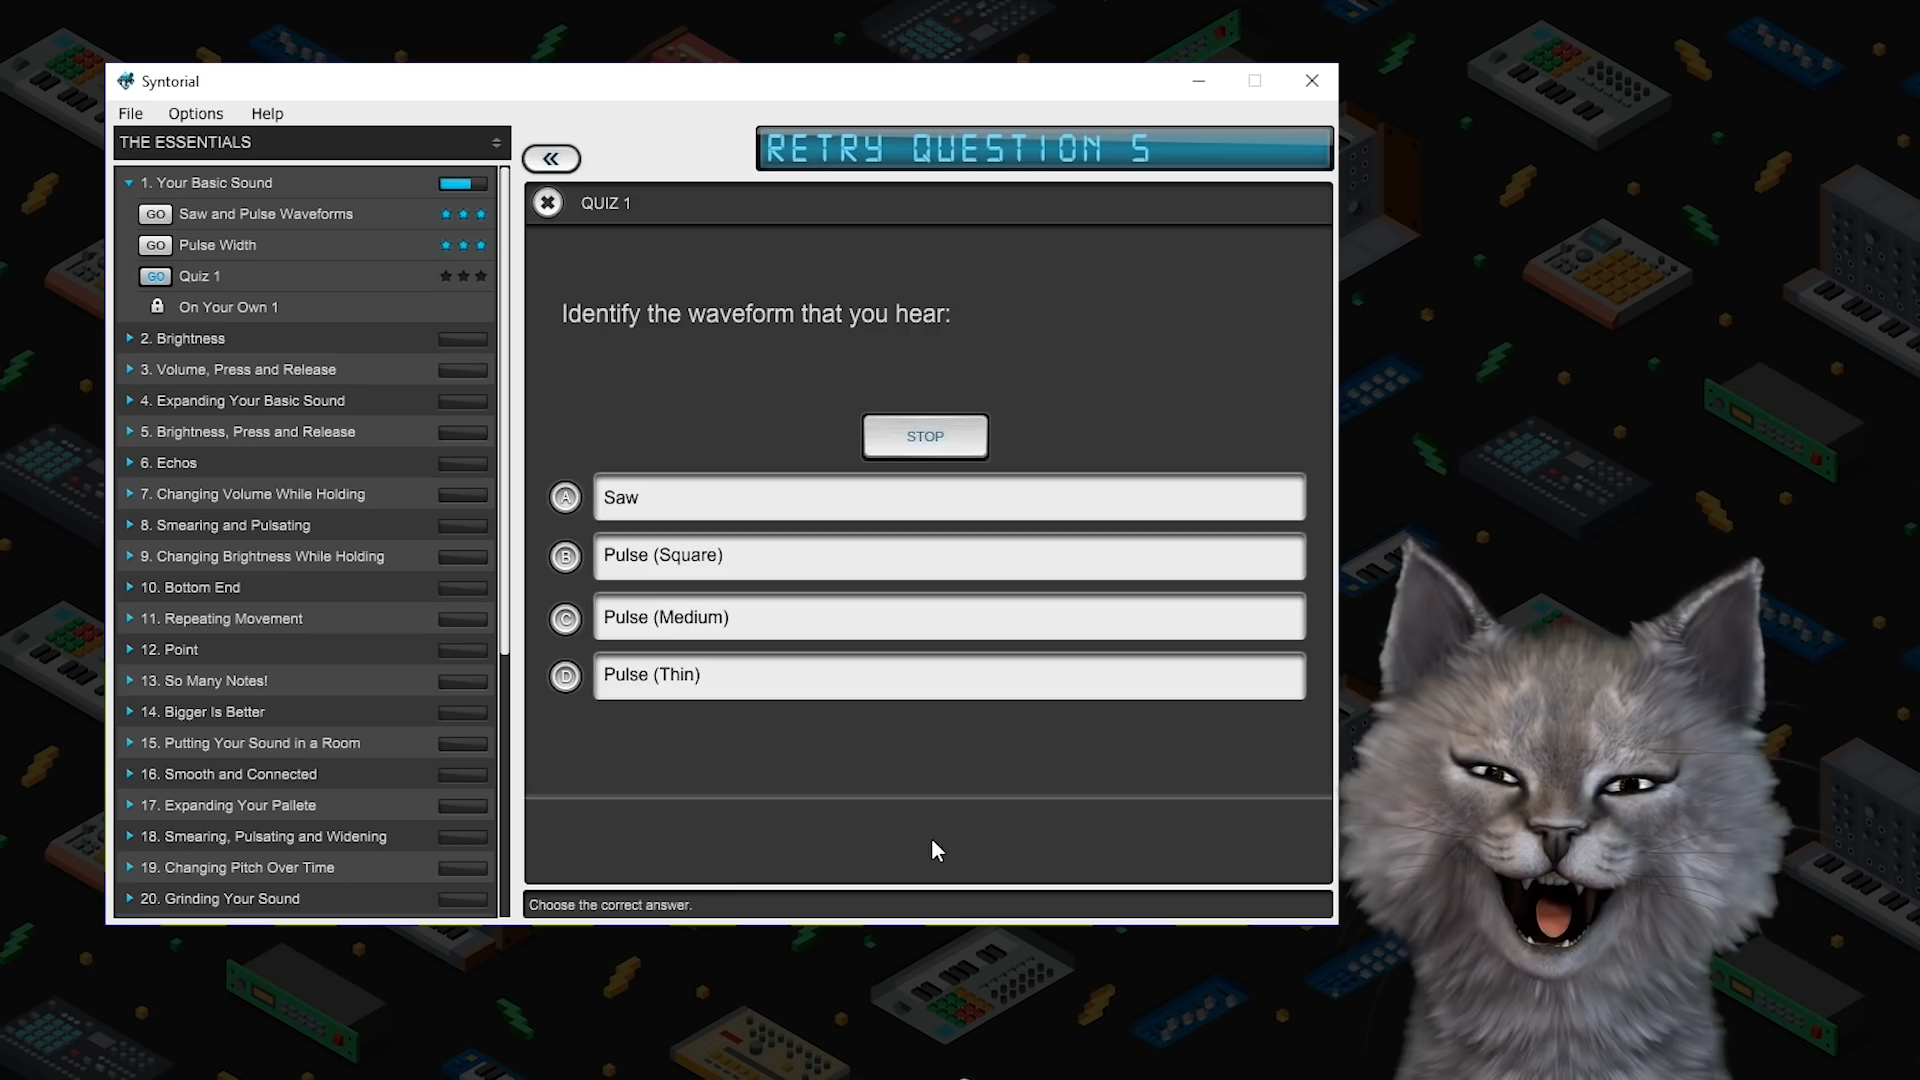 Syntorial
File Options Help
THE ESSENTIALS
1. Your Basic Sound
GO Saw and Pulse Waveforms
GO Pulse Width
GO Quiz 1
On Your Own 1
2. Brightness
3. Volume, Press and Release
4. Expanding Your Basic Sound
5. Brightness, Press and Release
6. Echos
7. Changing Volume While Holding
8. Smearing and Pulsating
9. Changing Brightness While Holding
10. Bottom End
11. Repeating Movement
12. Point
13. So Many Notes!
14. Bigger Is Better
15. Putting Your Sound in a Room
16. Smooth and Connected
17. Expanding Your Pallete
18. Smearing, Pulsating and Widening
19. Changing Pitch Over Time
20. Grinding Your Sound
RETRY QUESTION 5
QUIZ 1
Identify the waveform that you hear:
STOP
A Saw
B Pulse (Square)
C Pulse (Medium)
D Pulse (Thin)
Choose the correct answer.